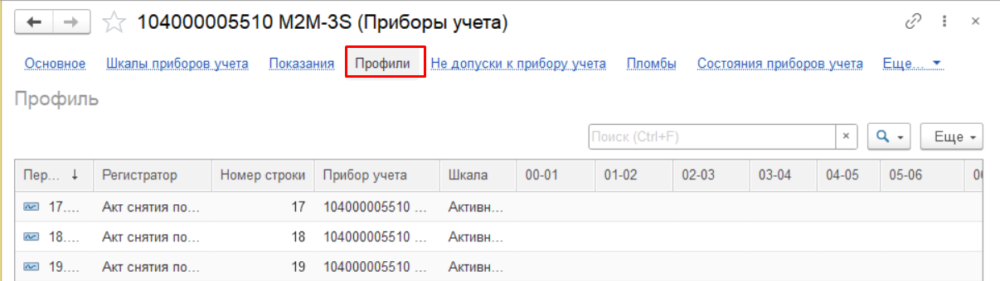 104000005510 M2M-3S (Приборы учета)
Основное Шкалы приборов учета Показания Профили Не допуски к прибору учета Пломбы Состояния приборов учета Еще...
Профиль
Поиск (Ctrl+F) × Еще
Пер... ↓ Регистратор Номер строки Прибор учета Шкала 00-01 01-02 02-03 03-04 04-05 05-06
17.... Акт снятия по... 17 104000005510 ... Активн...
18.... Акт снятия по... 18 104000005510 ... Активн...
19.... Акт снятия по... 19 104000005510 ... Активн...